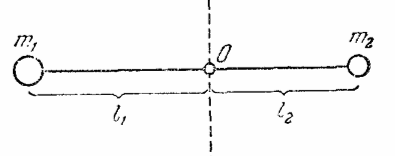 m₁ O m₂
l₁ l₂